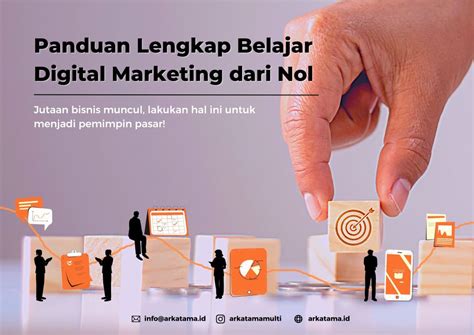 Panduan Lengkap Belajar
Digital Marketing dari Nol
Jutaan bisnis muncul, lakukan hal ini untuk
menjadi pemimpin pasar!
info@arkatama.id
arkatamamulti
arkatama.id